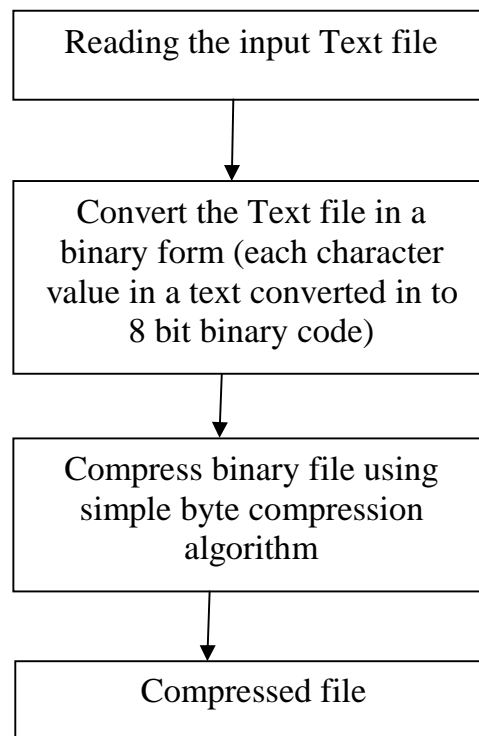 Reading the input Text file
Convert the Text file in a
binary form (each character
value in a text converted in to
8 bit binary code)
Compress binary file using
simple byte compression
algorithm
Compressed file